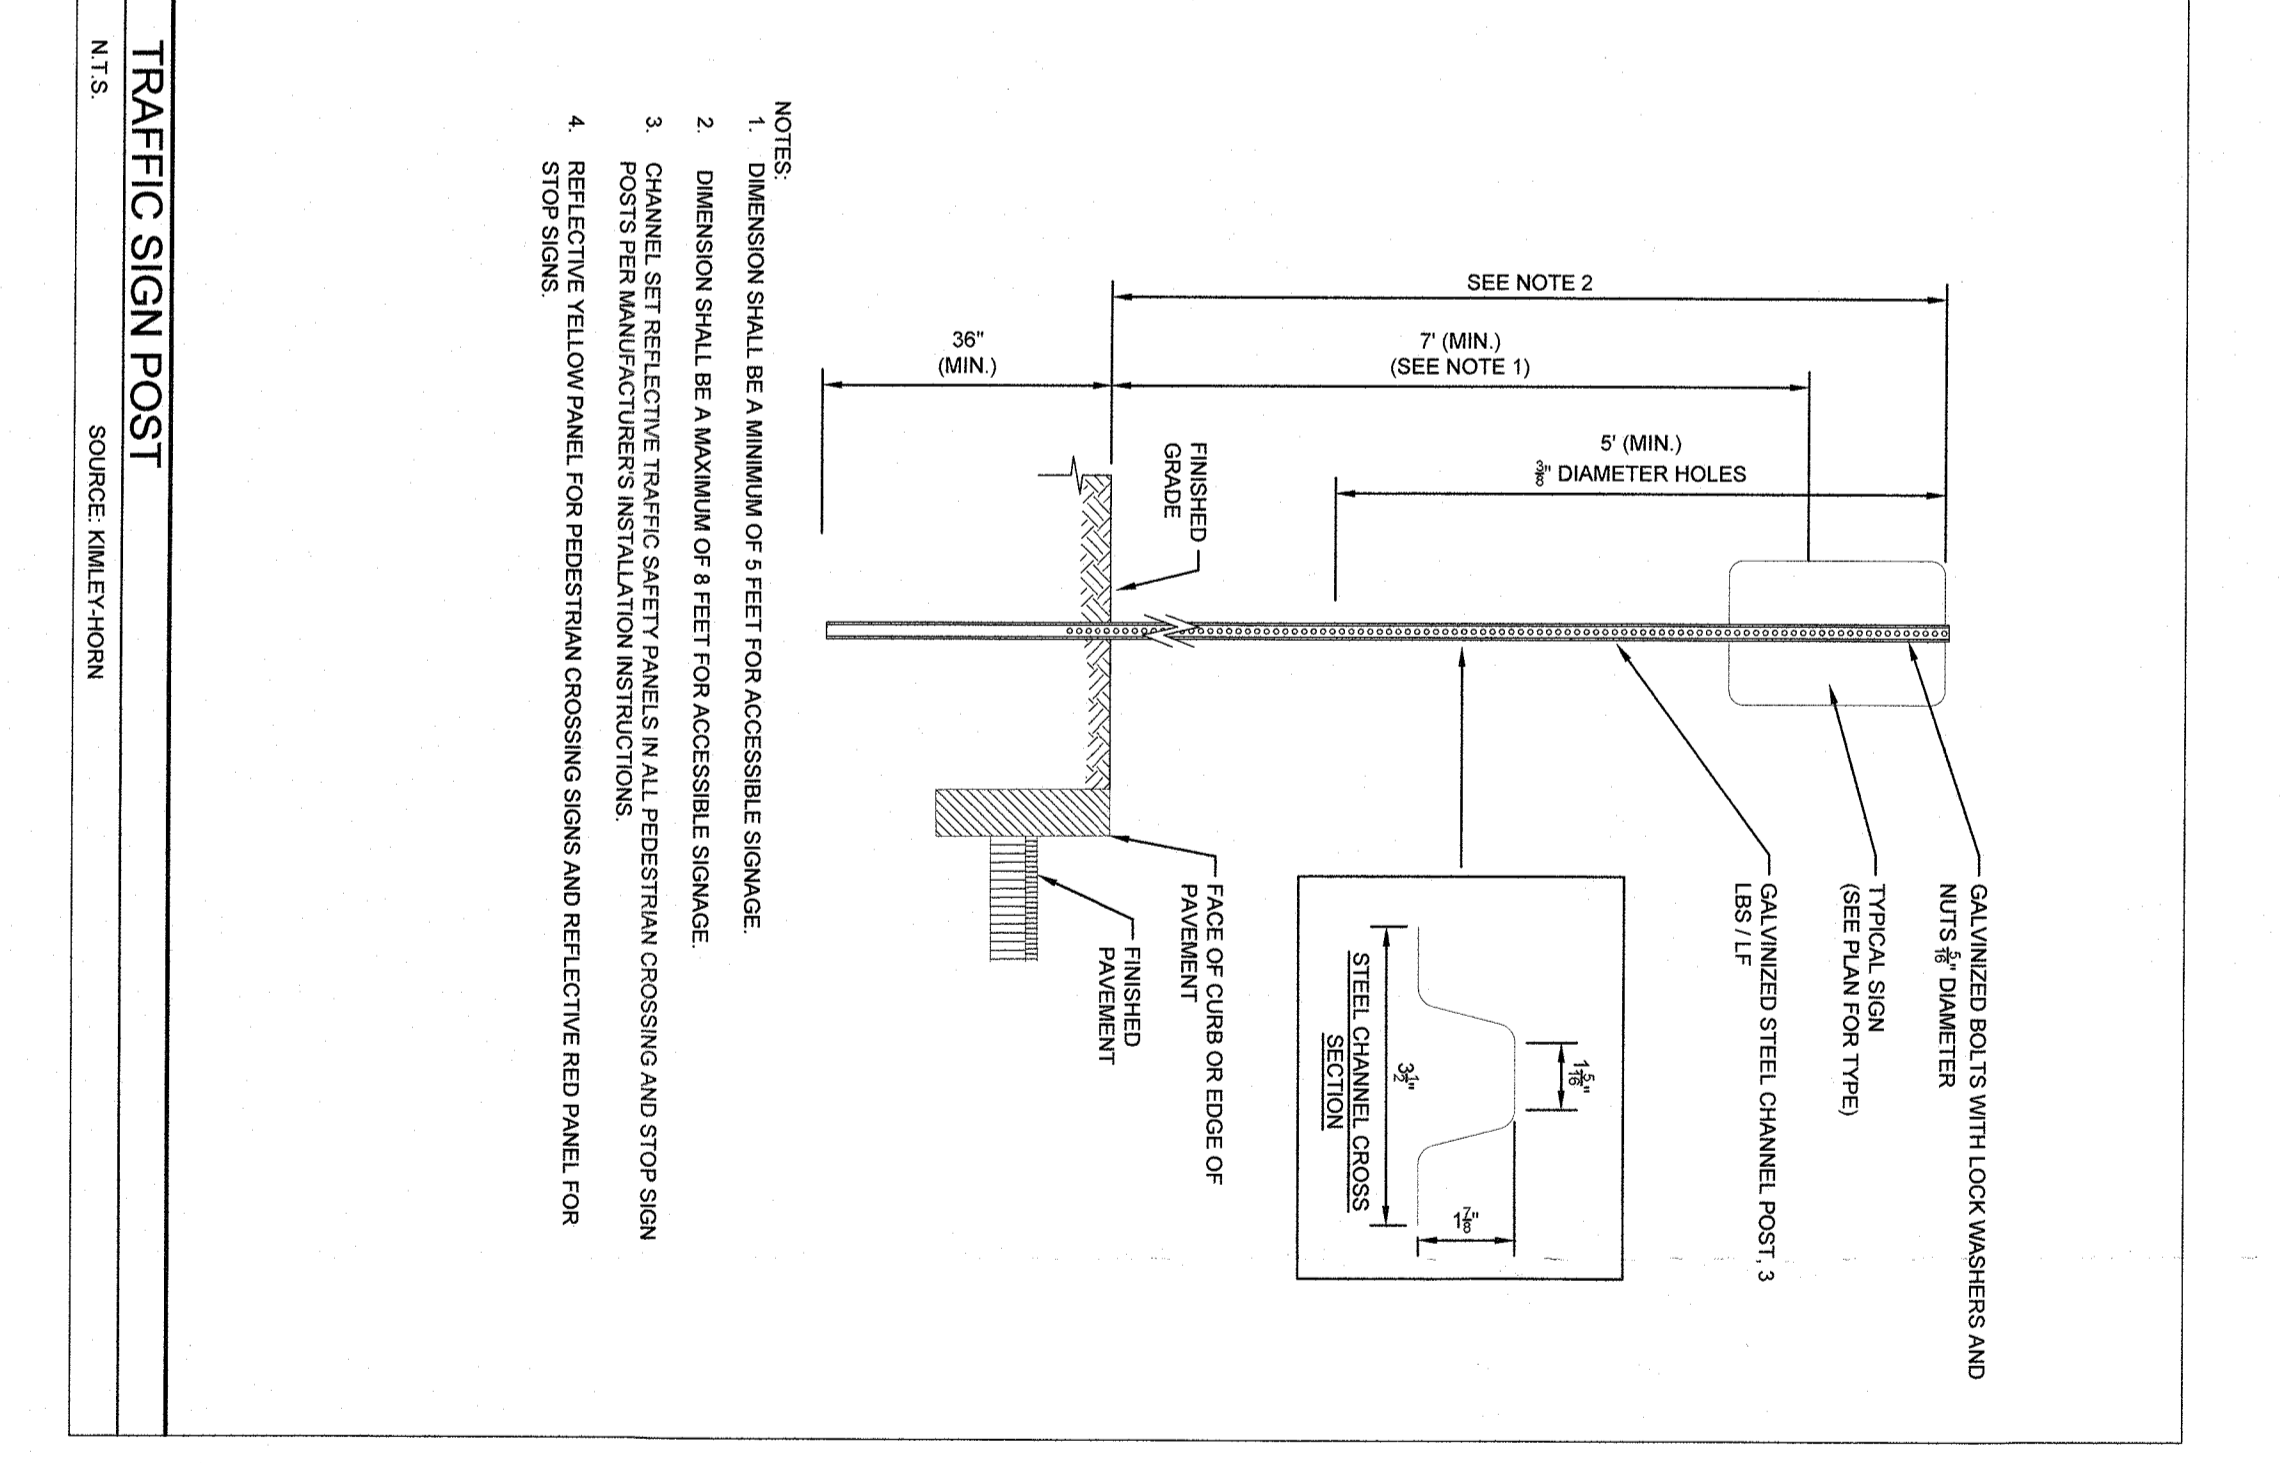 GALVINIZED BOLTS WITH LOCK WASHERS AND
NUTS 5/16" DIAMETER
TYPICAL SIGN
(SEE PLAN FOR TYPE)
GALVINIZED STEEL CHANNEL POST, 3
LBS / LF
SEE NOTE 2
7' (MIN.)
(SEE NOTE 1)
5' (MIN.)
3/8" DIAMETER HOLES
36"
(MIN.)
1 5/16"
1 7/8"
3 1/2"
STEEL CHANNEL CROSS
SECTION
FINISHED
GRADE
FACE OF CURB OR EDGE OF
PAVEMENT
FINISHED
PAVEMENT
NOTES:
1. DIMENSION SHALL BE A MINIMUM OF 5 FEET FOR ACCESSIBLE SIGNAGE.
2. DIMENSION SHALL BE A MAXIMUM OF 8 FEET FOR ACCESSIBLE SIGNAGE.
3. CHANNEL SET REFLECTIVE TRAFFIC SAFETY PANELS IN ALL PEDESTRIAN CROSSING AND STOP SIGN
POSTS PER MANUFACTURER'S INSTALLATION INSTRUCTIONS.
4. REFLECTIVE YELLOW PANEL FOR PEDESTRIAN CROSSING SIGNS AND REFLECTIVE RED PANEL FOR
STOP SIGNS.
TRAFFIC SIGN POST
N.T.S. SOURCE: KIMLEY-HORN